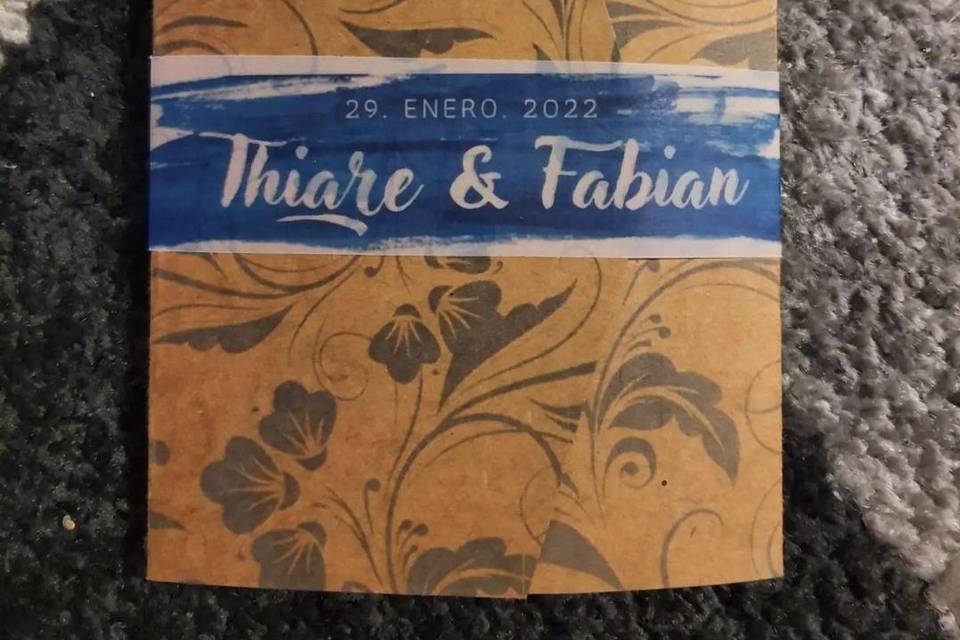 29. ENERO. 2022
Thiare & Fabian